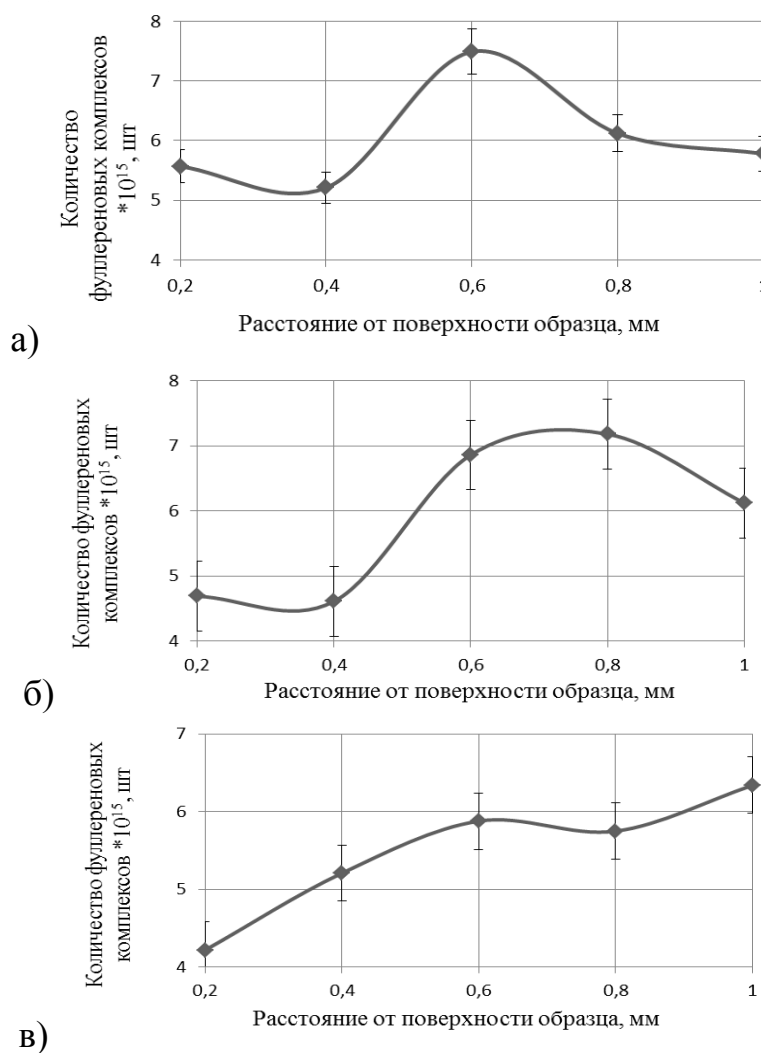 8
7
6
5
4
Количество
фуллереновых комплексов
*10¹⁵, шт
0,2
0,4
0,6
0,8
1
Расстояние от поверхности образца, мм
а)
8
7
6
5
4
Количество фуллереновых
комплексов *10¹⁵, шт
0,2
0,4
0,6
0,8
1
Расстояние от поверхности образца, мм
б)
7
6
5
4
Количество фуллереновых
комплексов *10¹⁵, шт
0,2
0,4
0,6
0,8
1
Расстояние от поверхности образца, мм
в)